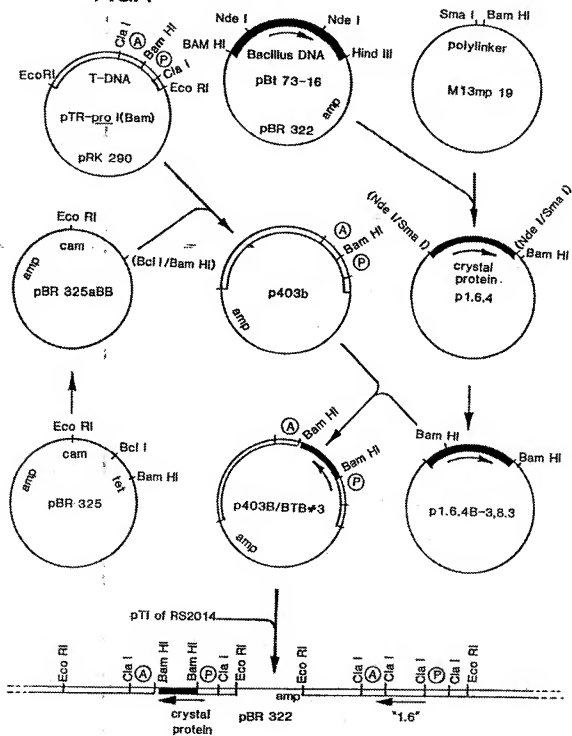 Sma I Bam HI
polylinker
M13mp 19
Nde I
Nde I
BAM HI
Hind III
Bacillus DNA
pBt 73-16
amp
pBR 322
Cla I
A
Bam HI
P
Cla I
EcoRI
Eco RI
T-DNA
pTR-pro I(Bam)
pRK 290
Eco RI
cam
amp
(Bcl I/Bam HI)
pBR 325aBB
A
Bam HI
P
p403b
amp
(Nde I/Sma I)
(Nde I/Sma I)
Bam HI
crystal
protein
p1.6.4
Eco RI
cam
Bcl I
amp
tet
Bam HI
pBR 325
A
Bam HI
Bam HI
P
p403B/BTB#3
amp
Bam HI
Bam HI
p1.6.4B-3,8.3
pTI of RS2014
Eco RI
Cla I
A
Bam HI
Bam HI
P
Cla I
Eco RI
amp
Eco RI
Cla I
A
Cla I
Cla I
P
Cla I
Eco RI
crystal
protein
pBR 322
"1.6"